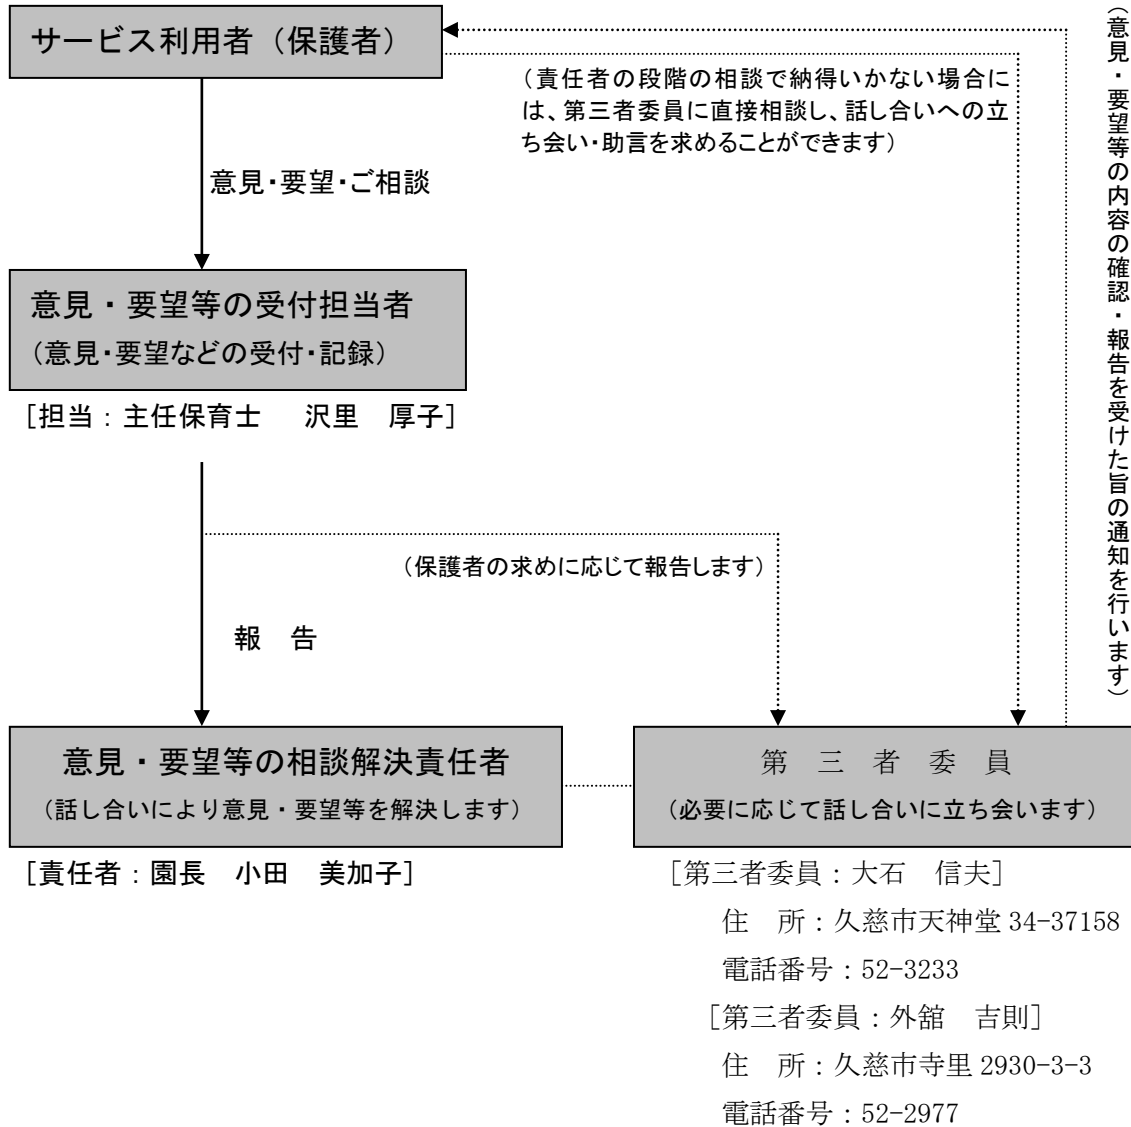 サービス利用者（保護者）
（責任者の段階の相談で納得いかない場合に
は、第三者委員に直接相談し、話し合いへの立
ち会い・助言を求めることができます）
（意見・要望等の内容の確認・報告を受けた旨の通知を行います）
意見・要望・ご相談
意見・要望等の受付担当者
（意見・要望などの受付・記録）
［担当：主任保育士　沢里　厚子］
（保護者の求めに応じて報告します）
報　告
意見・要望等の相談解決責任者
（話し合いにより意見・要望等を解決します）
［責任者：園長　小田　美加子］
第　三　者　委　員
（必要に応じて話し合いに立ち会います）
［第三者委員：大石　信夫］
住　所：久慈市天神堂 34-37158
電話番号：52-3233
［第三者委員：外舘　吉則］
住　所：久慈市寺里 2930-3-3
電話番号：52-2977